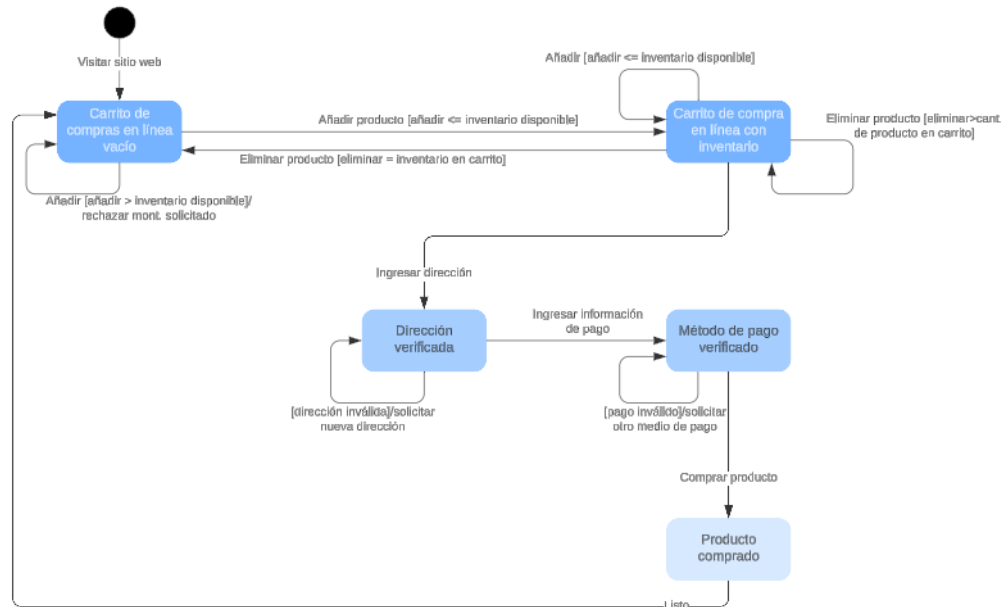 Visitar sitio web
Carrito de
compras en línea
vacío
Añadir [añadir <= inventario disponible]
Carrito de compra
en línea con
inventario
Añadir producto [añadir <= inventario disponible]
Eliminar producto [eliminar = inventario en carrito]
Eliminar producto [eliminar>cant.
de producto en carrito]
Añadir [añadir > inventario disponible]/
rechazar mont. solicitado
Ingresar dirección
Dirección
verificada
Ingresar información
de pago
Método de pago
verificado
[dirección inválida]/solicitar
nueva dirección
[pago inválido]/solicitar
otro medio de pago
Comprar producto
Producto
comprado
Listo